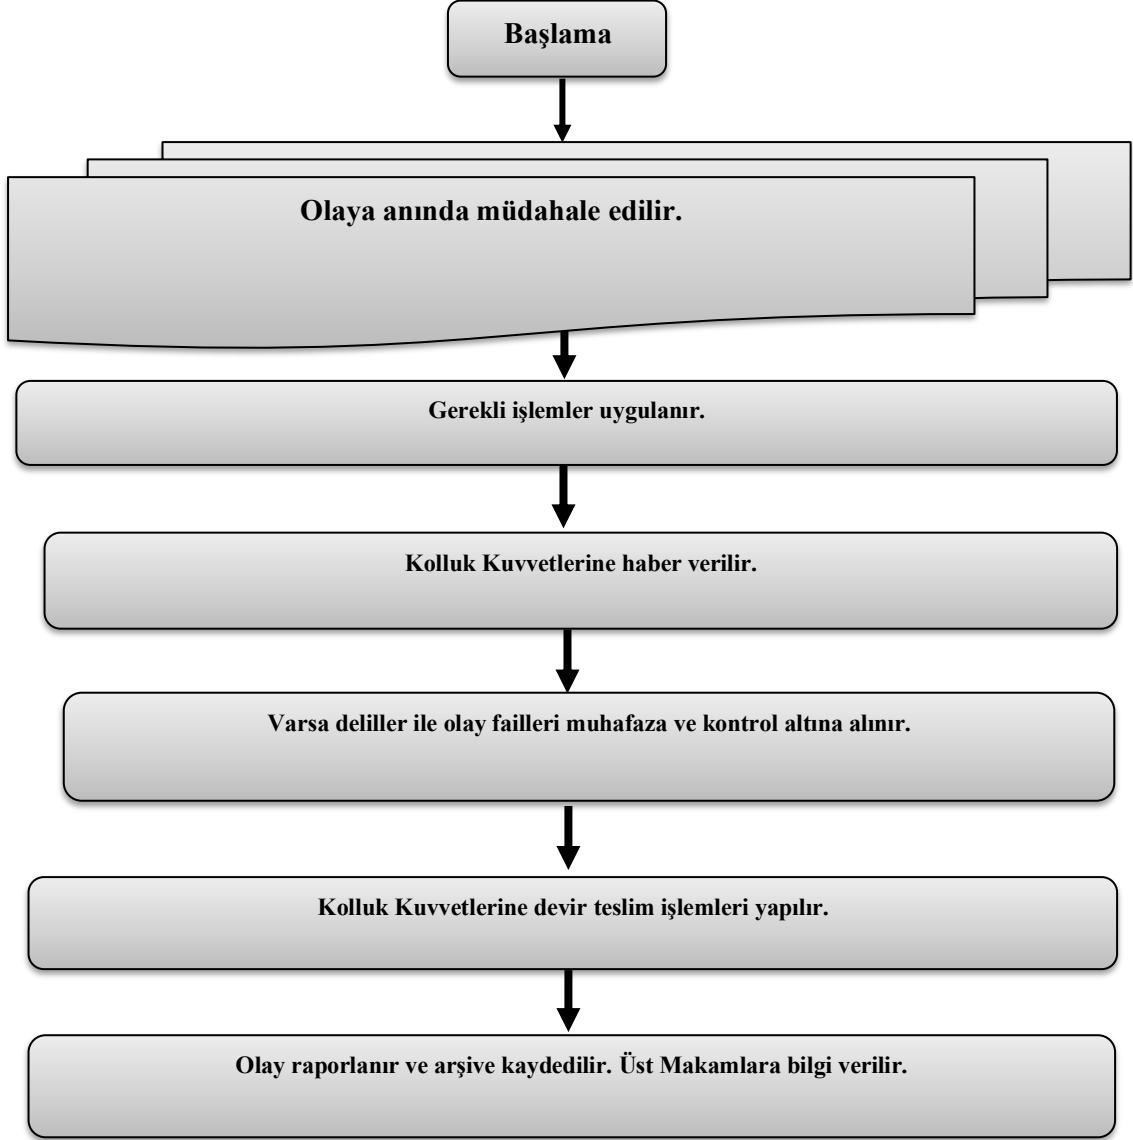 Başlama
Olaya anında müdahale edilir.
Gerekli işlemler uygulanır.
Kolluk Kuvvetlerine haber verilir.
Varsa deliller ile olay failleri muhafaza ve kontrol altına alınır.
Kolluk Kuvvetlerine devir teslim işlemleri yapılır.
Olay raporlanır ve arşive kaydedilir. Üst Makamlara bilgi verilir.